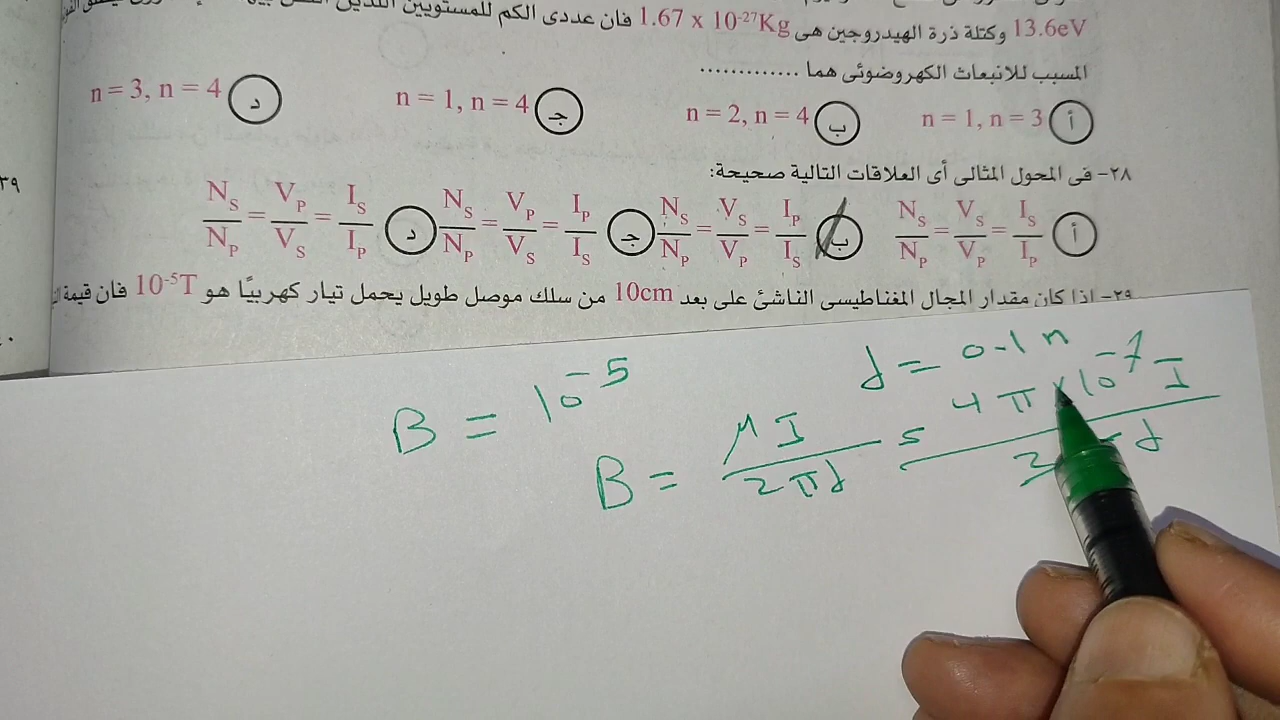 13.6eV وكتلة ذرة الهيدروجين هى 1.67 x 10-27Kg فان عددى الكم للمستويين اللذين
المسبب للانبعاث الكهروضوئى هما .............
أ n = 1, n = 3 ب n = 2, n = 4 جـ n = 1, n = 4 د n = 3, n = 4
٢٨- فى المحول المثالى أى العلاقات التالية صحيحة:
أ NS/NP = VS/VP = IS/IP ب NS/NP = VS/VP = IP/IS جـ NS/NP = VP/VS = IP/IS د NS/NP = VP/VS = IS/IP
٢٩- اذا كان مقدار المجال المغناطيسى الناشئ على بعد 10cm من سلك موصل طويل يحمل تيار كهربيًا هو 10-5T فان قيمة
٣٩
B = 10-5
d = 0.1 m
B = μI / 2πd = 4π x 10-7 I / 2 d